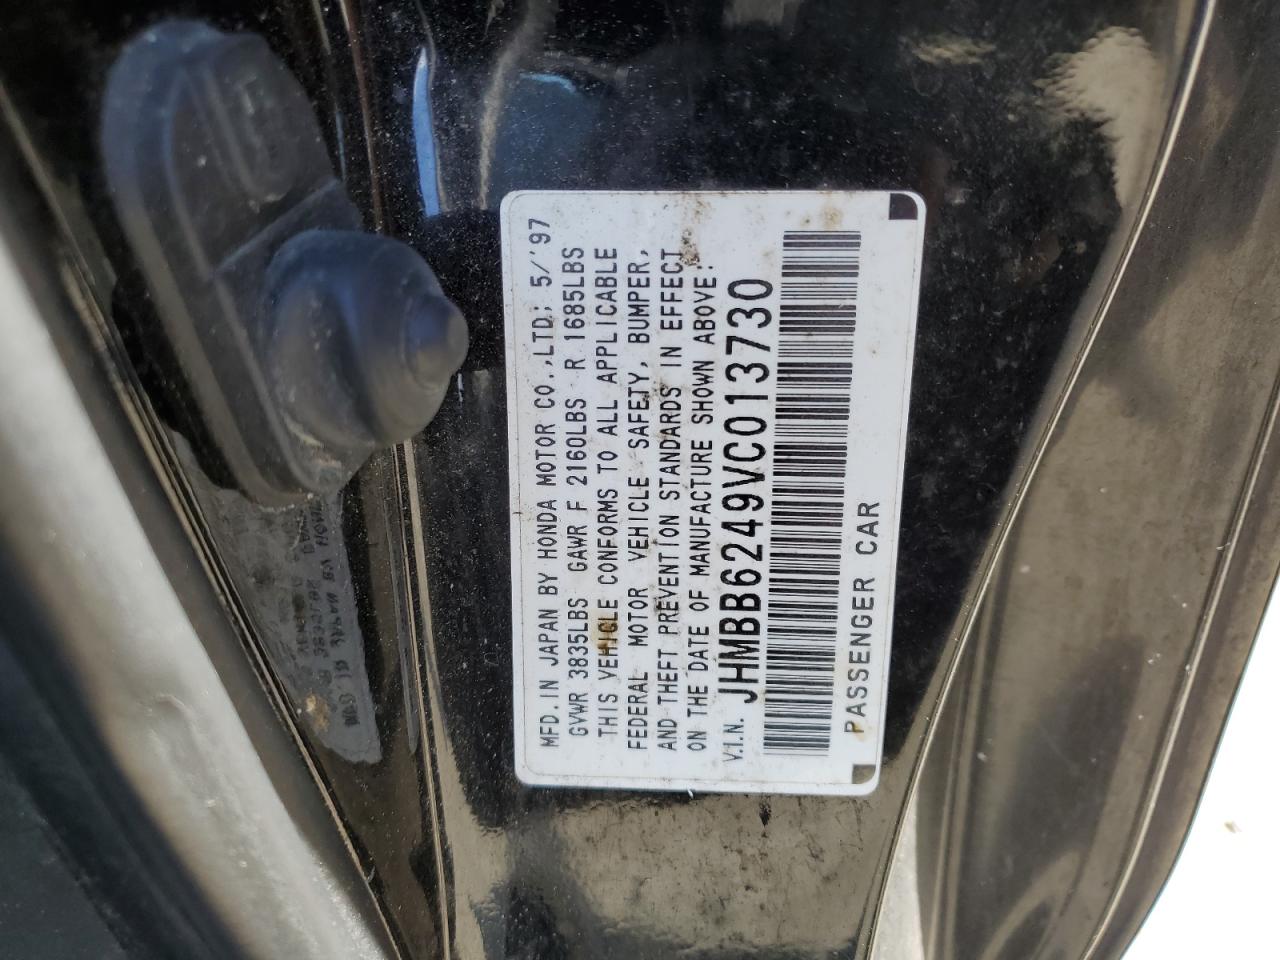 MFD. IN JAPAN BY HONDA MOTOR CO., LTD; 5/'97
GVWR 3835LBS GAWR F 2160LBS R 1685LBS
THIS VEHICLE CONFORMS TO ALL APPLICABLE
FEDERAL MOTOR VEHICLE SAFETY, BUMPER,
AND THEFT PREVENTION STANDARDS IN EFFECT
ON THE DATE OF MANUFACTURE SHOWN ABOVE:
V.I.N. JHMBB6249VC013730
PASSENGER CAR